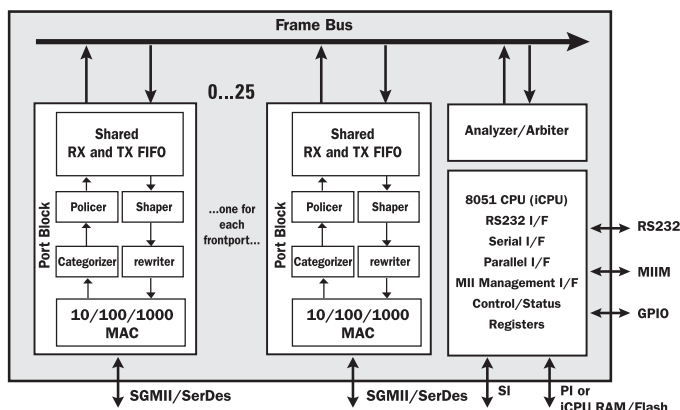 Frame Bus
0...25
Shared
RX and TX FIFO
Policer
Shaper
Categorizer
rewriter
10/100/1000
MAC
Port Block
...one for
each
frontport...
Shared
RX and TX FIFO
Policer
Shaper
Categorizer
rewriter
10/100/1000
MAC
Port Block
Analyzer/Arbiter
8051 CPU (iCPU)
RS232 I/F
Serial I/F
Parallel I/F
MII Management I/F
Control/Status
Registers
RS232
MIIM
GPIO
SGMII/SerDes
SGMII/SerDes
SI
PI or
iCPU RAM/Flash